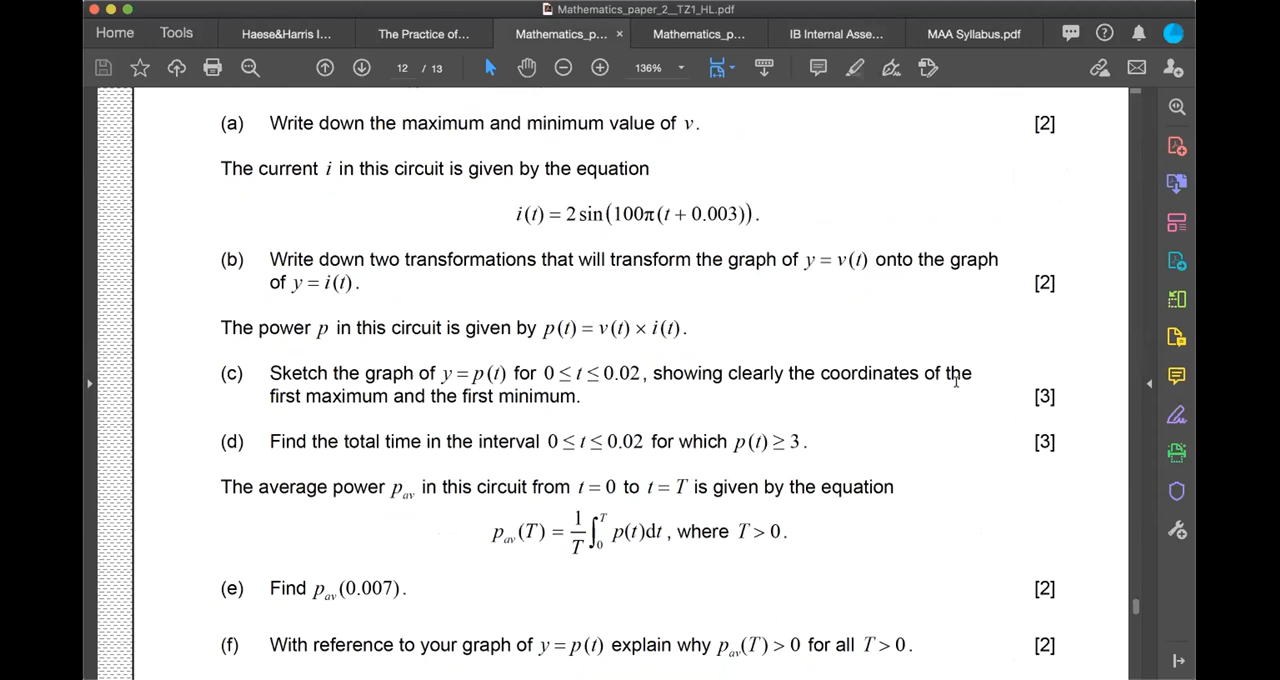 Mathematics_paper_2__TZ1_HL.pdf
Home Tools Haese&Harris I... The Practice of... Mathematics_p... × Mathematics_p... IB Internal Asse... MAA Syllabus.pdf
12 / 13 136%
(a) Write down the maximum and minimum value of v. [2]
The current i in this circuit is given by the equation
i(t) = 2 sin(100π(t + 0.003)).
(b) Write down two transformations that will transform the graph of y = v(t) onto the graph
of y = i(t). [2]
The power p in this circuit is given by p(t) = v(t) × i(t).
(c) Sketch the graph of y = p(t) for 0 ≤ t ≤ 0.02, showing clearly the coordinates of the
first maximum and the first minimum. [3]
(d) Find the total time in the interval 0 ≤ t ≤ 0.02 for which p(t) ≥ 3. [3]
The average power p_av in this circuit from t = 0 to t = T is given by the equation
p_av(T) = 1/T ∫₀ᵀ p(t)dt, where T > 0.
(e) Find p_av(0.007). [2]
(f) With reference to your graph of y = p(t) explain why p_av(T) > 0 for all T > 0. [2]